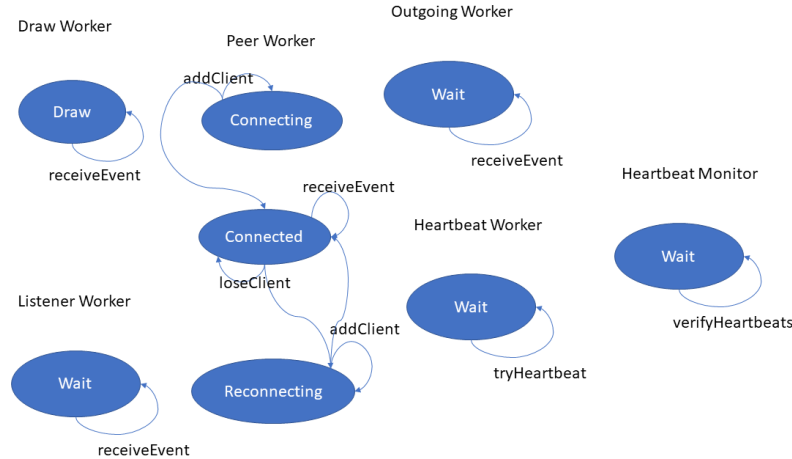 Draw Worker
Draw
receiveEvent
Peer Worker
addClient
Connecting
receiveEvent
Connected
loseClient
addClient
Reconnecting
Outgoing Worker
Wait
receiveEvent
Heartbeat Worker
Wait
tryHeartbeat
Heartbeat Monitor
Wait
verifyHeartbeats
Listener Worker
Wait
receiveEvent